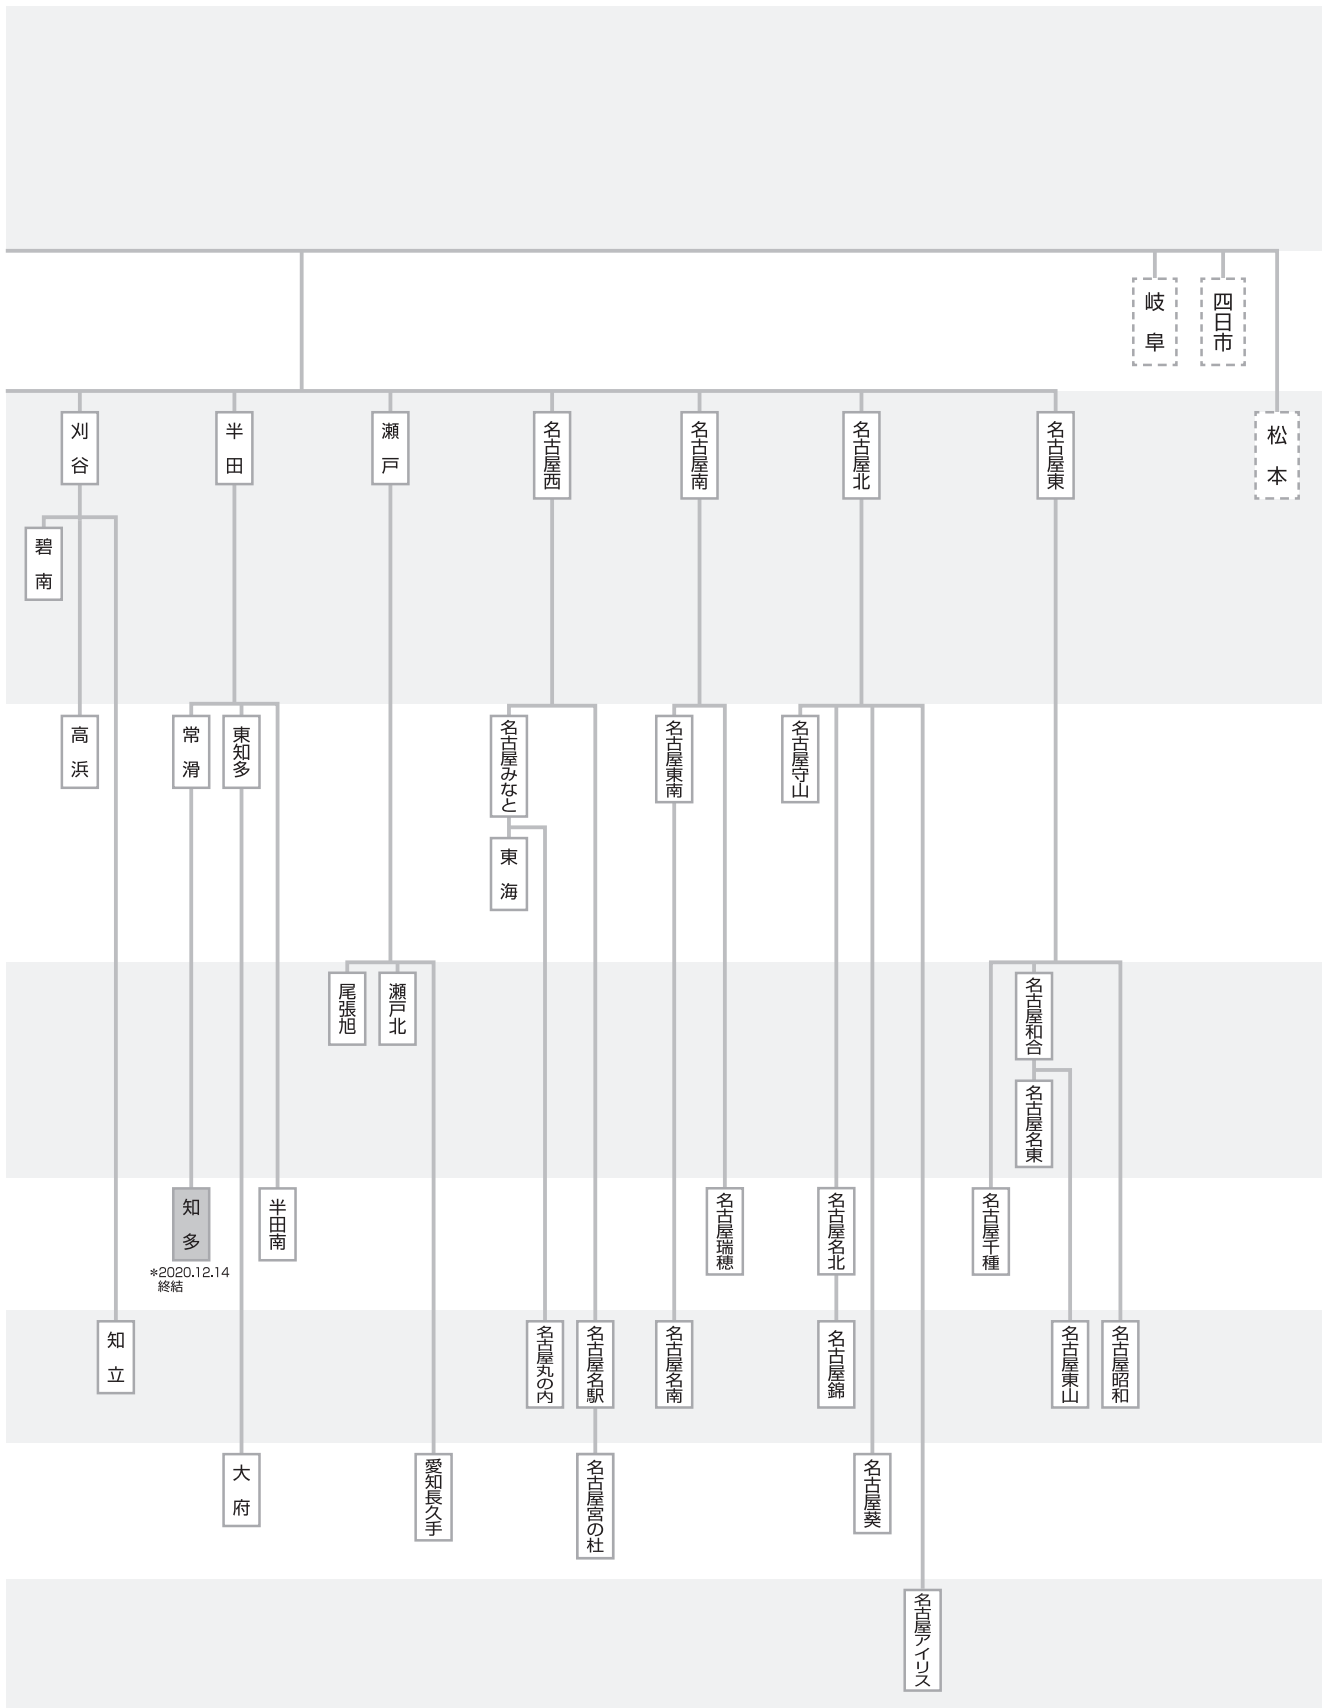 岐阜
四日市
刈谷
半田
瀬戸
名古屋西
名古屋南
名古屋北
名古屋東
松本
碧南
高浜
常滑
東知多
名古屋みなと
名古屋東南
名古屋守山
東海
尾張旭
瀬戸北
名古屋和合
名古屋名東
知多
*2020.12.14
終結
半田南
名古屋瑞穂
名古屋名北
名古屋千種
知立
名古屋丸の内
名古屋名駅
名古屋名南
名古屋錦
名古屋東山
名古屋昭和
大府
愛知長久手
名古屋宮の杜
名古屋葵
名古屋アイリス